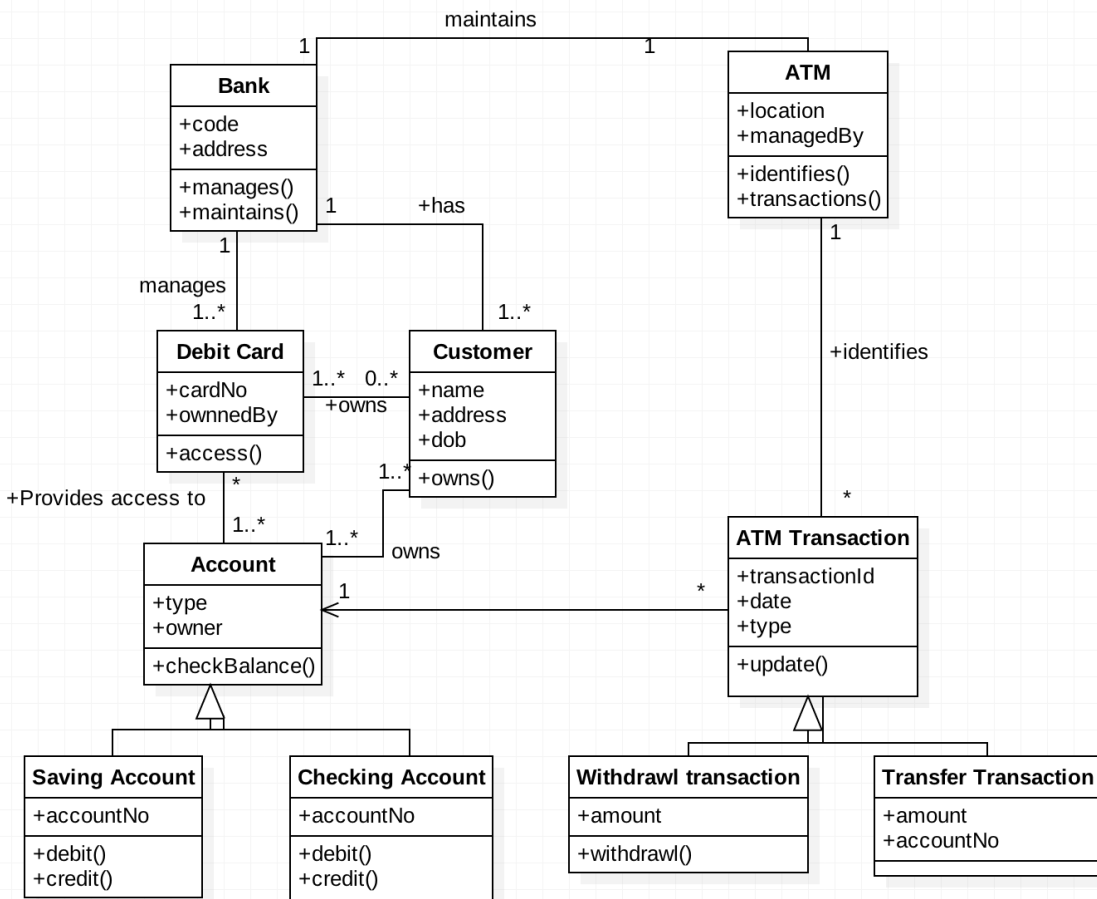 maintains
1
1
Bank
+code
+address
+manages()
+maintains()
ATM
+location
+managedBy
+identifies()
+transactions()
1
+has
1
1
manages
1..*
1..*
+identifies
Debit Card
+cardNo
+ownnedBy
+access()
1..*
0..*
+owns
Customer
+name
+address
+dob
+owns()
*
+Provides access to
1..*
1..*
1..*
owns
*
Account
+type
+owner
+checkBalance()
1
*
ATM Transaction
+transactionId
+date
+type
+update()
Saving Account
+accountNo
+debit()
+credit()
Checking Account
+accountNo
+debit()
+credit()
Withdrawl transaction
+amount
+withdrawl()
Transfer Transaction
+amount
+accountNo